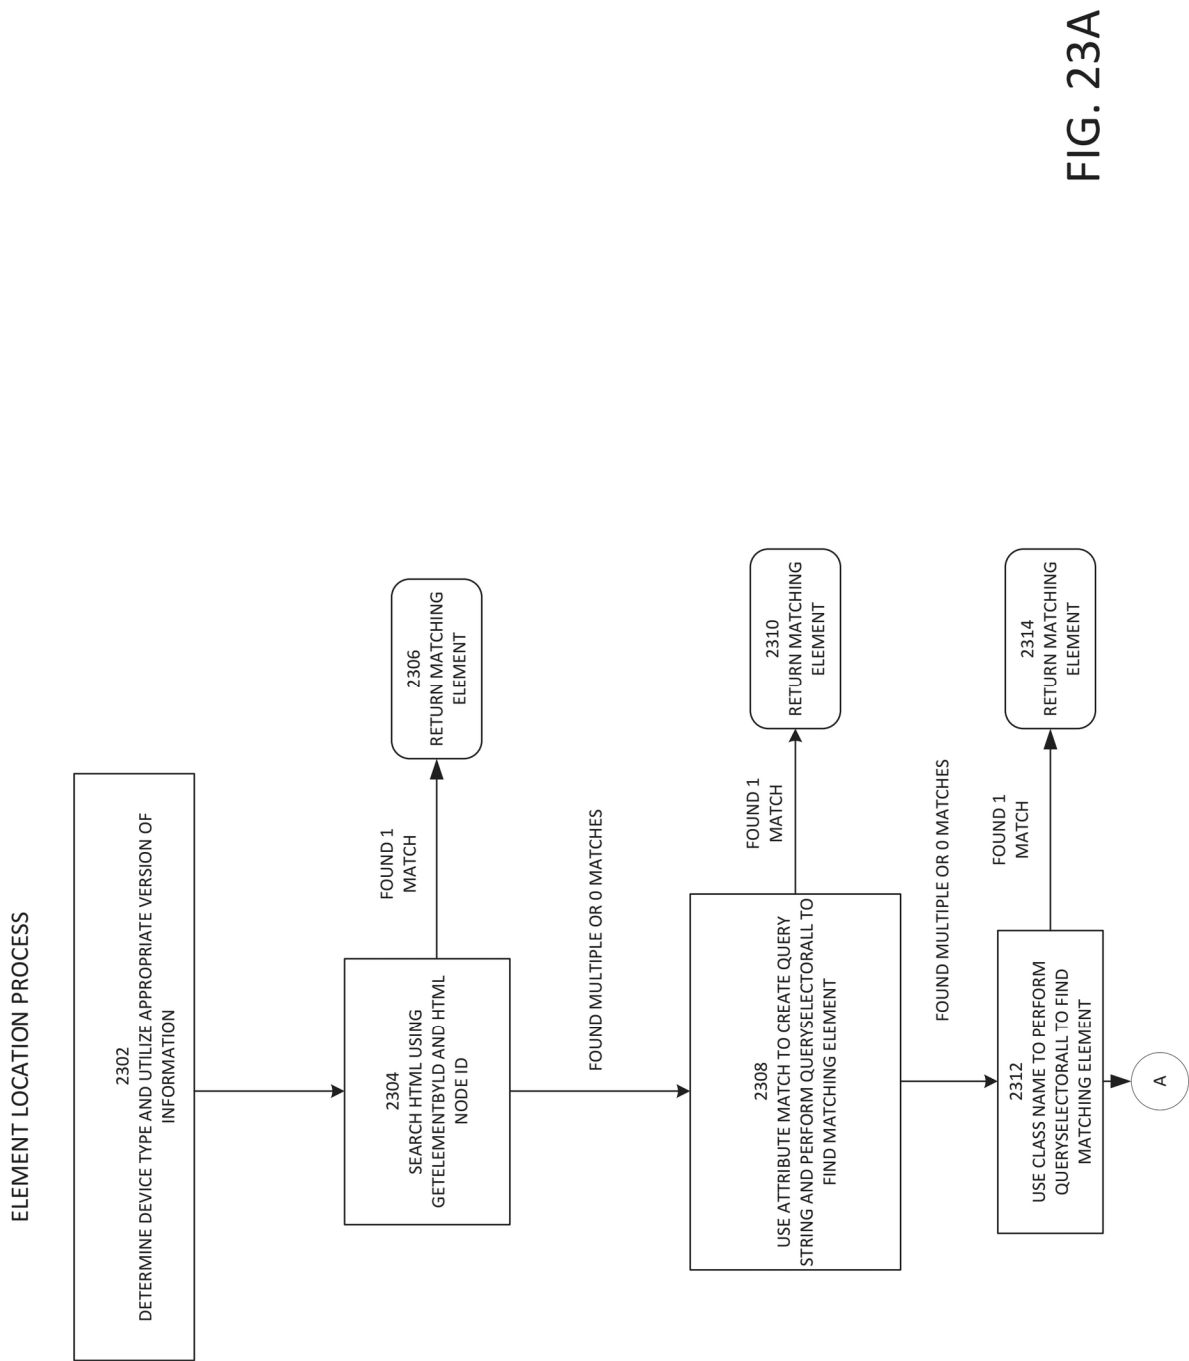 ELEMENT LOCATION PROCESS
2302
DETERMINE DEVICE TYPE AND UTILIZE APPROPRIATE VERSION OF
INFORMATION
2304
SEARCH HTML USING
GETELEMENTBYLD AND HTML
NODE ID
FOUND 1
MATCH
2306
RETURN MATCHING
ELEMENT
FOUND MULTIPLE OR 0 MATCHES
2308
USE ATTRIBUTE MATCH TO CREATE QUERY
STRING AND PERFORM QUERYSELECTORALL TO
FIND MATCHING ELEMENT
FOUND 1
MATCH
2310
RETURN MATCHING
ELEMENT
FOUND MULTIPLE OR 0 MATCHES
2312
USE CLASS NAME TO PERFORM
QUERYSELECTORALL TO FIND
MATCHING ELEMENT
FOUND 1
MATCH
2314
RETURN MATCHING
ELEMENT
A
FIG. 23A